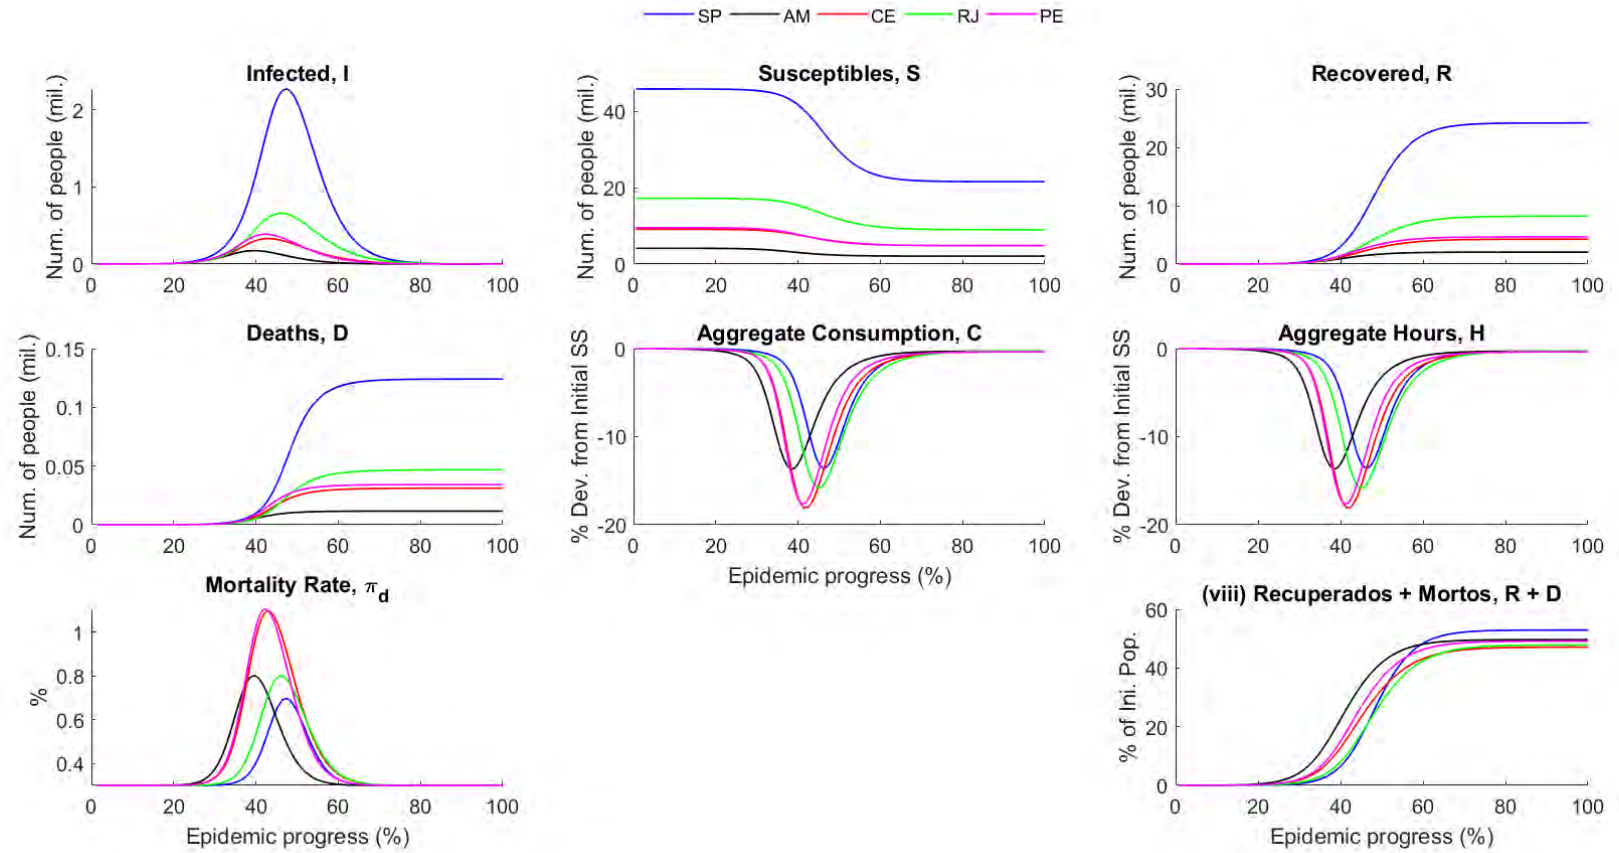 SP AM CE RJ PE
Infected, I
Num. of people (mil.)
2
1
0
0 20 40 60 80 100
Susceptibles, S
Num. of people (mil.)
40
20
0
0 20 40 60 80 100
Recovered, R
Num. of people (mil.)
30
20
10
0
0 20 40 60 80 100
Deaths, D
Num. of people (mil.)
0.15
0.1
0.05
0
0 20 40 60 80 100
Aggregate Consumption, C
% Dev. from Initial SS
0
-10
-20
0 20 40 60 80 100
Epidemic progress (%)
Aggregate Hours, H
% Dev. from Initial SS
0
-10
-20
0 20 40 60 80 100
Mortality Rate, π_d
%
1
0.8
0.6
0.4
0 20 40 60 80 100
Epidemic progress (%)
(viii) Recuperados + Mortos, R + D
% of Ini. Pop.
60
40
20
0
0 20 40 60 80 100
Epidemic progress (%)